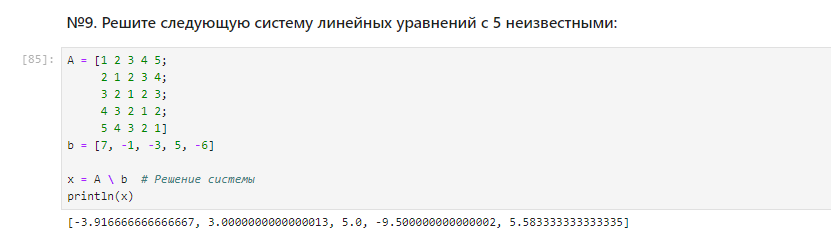 №9. Решите следующую систему линейных уравнений с 5 неизвестными:
[85]: A = [1 2 3 4 5;
2 1 2 3 4;
3 2 1 2 3;
4 3 2 1 2;
5 4 3 2 1]
b = [7, -1, -3, 5, -6]
x = A \ b  # Решение системы
println(x)
[-3.916666666666667, 3.0000000000000013, 5.0, -9.500000000000002, 5.583333333333335]